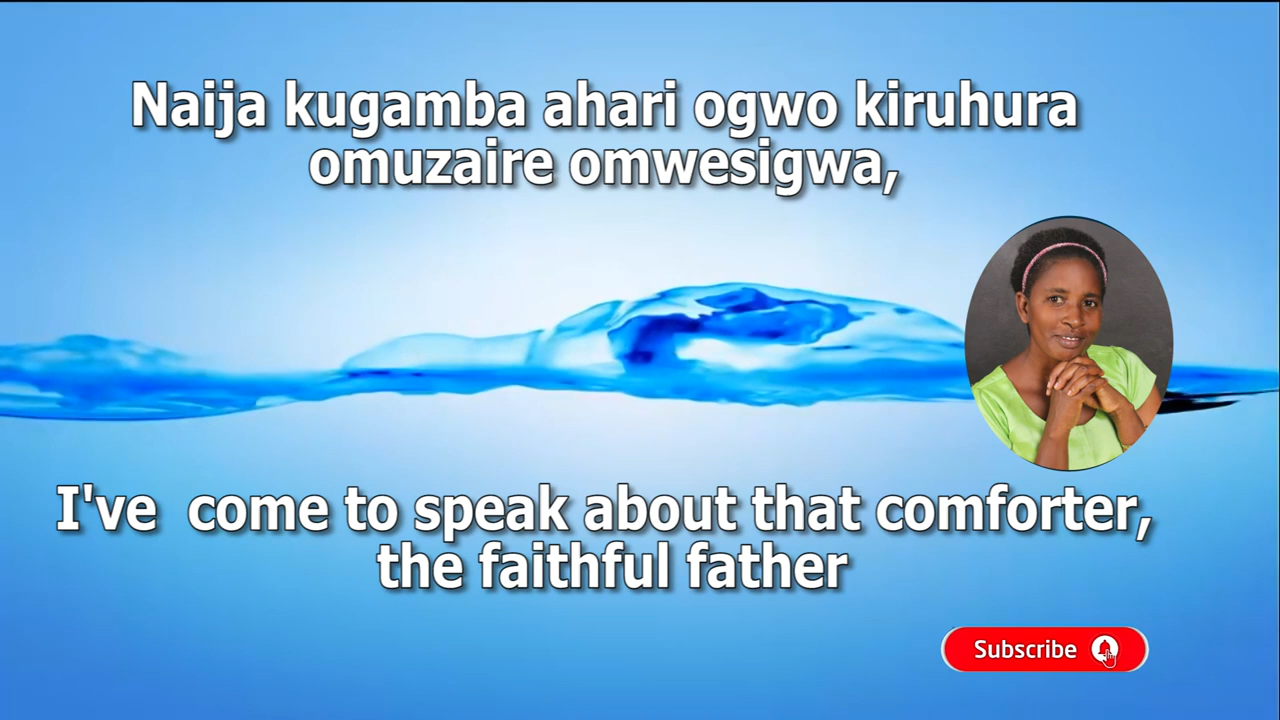 Naija kugamba ahari ogwo kiruhura
omuzaire omwesigwa,
I've come to speak about that comforter,
the faithful father
Subscribe